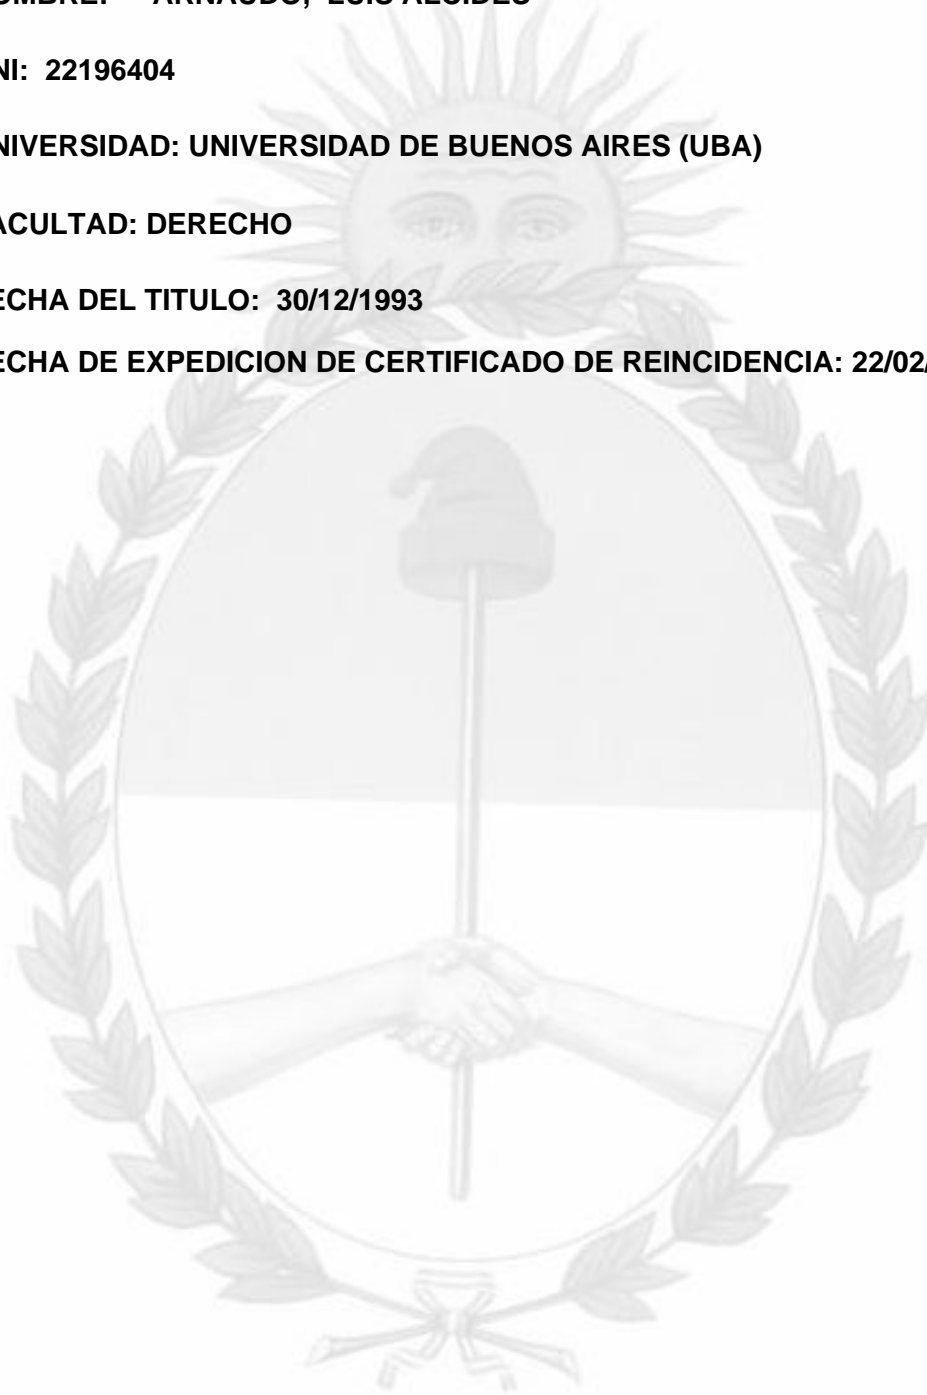 OMBRE: ARNAUDO, LUIS ALCIDES
NI: 22196404
NIVERSIDAD: UNIVERSIDAD DE BUENOS AIRES (UBA)
ACULTAD: DERECHO
ECHA DEL TITULO: 30/12/1993
ECHA DE EXPEDICION DE CERTIFICADO DE REINCIDENCIA: 22/02/